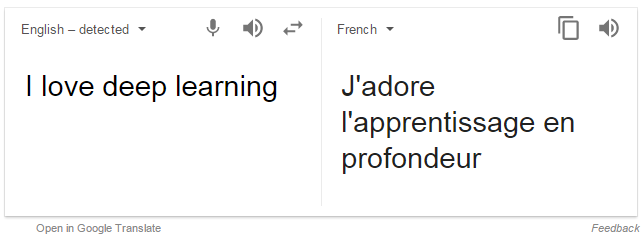 English – detected
French
I love deep learning
J'adore
l'apprentissage en
profondeur
Open in Google Translate
Feedback